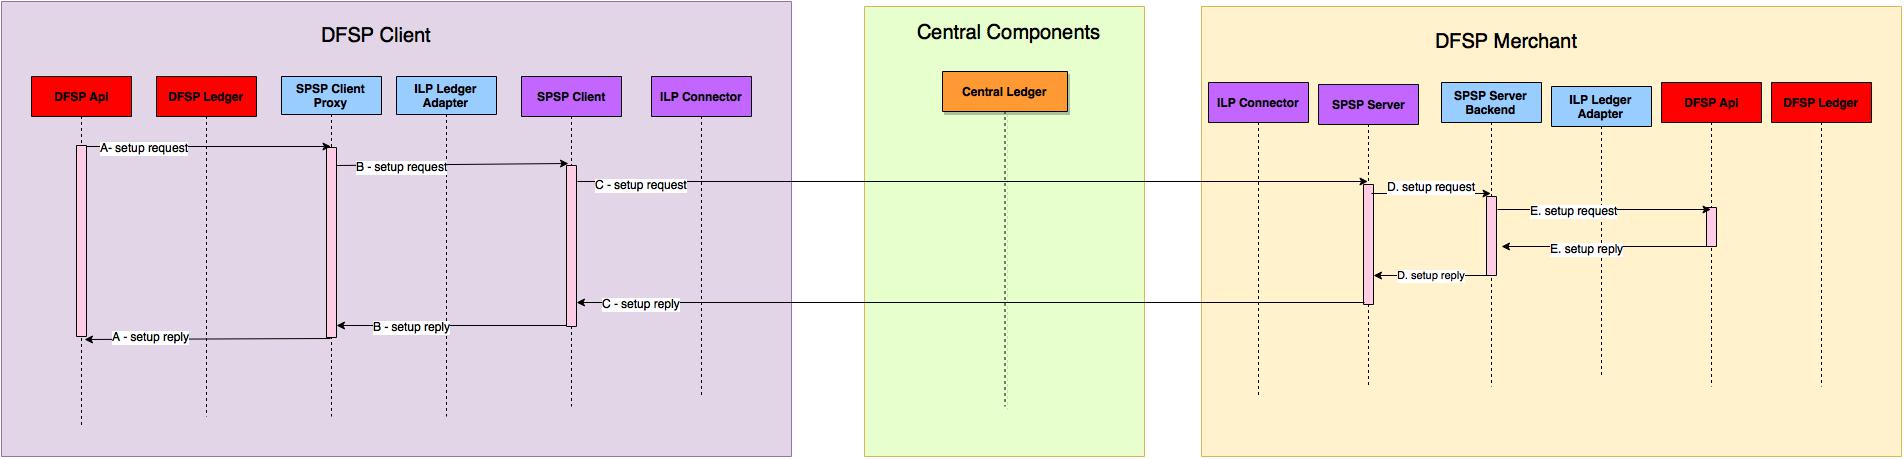 DFSP Client
Central Components
DFSP Merchant
DFSP Api
DFSP Ledger
SPSP Client
Proxy
ILP Ledger
Adapter
SPSP Client
ILP Connector
Central Ledger
ILP Connector
SPSP Server
SPSP Server
Backend
ILP Ledger
Adapter
DFSP Api
DFSP Ledger
A- setup request
B - setup request
C - setup request
D. setup request
E. setup request
E. setup reply
D. setup reply
C - setup reply
B - setup reply
A - setup reply